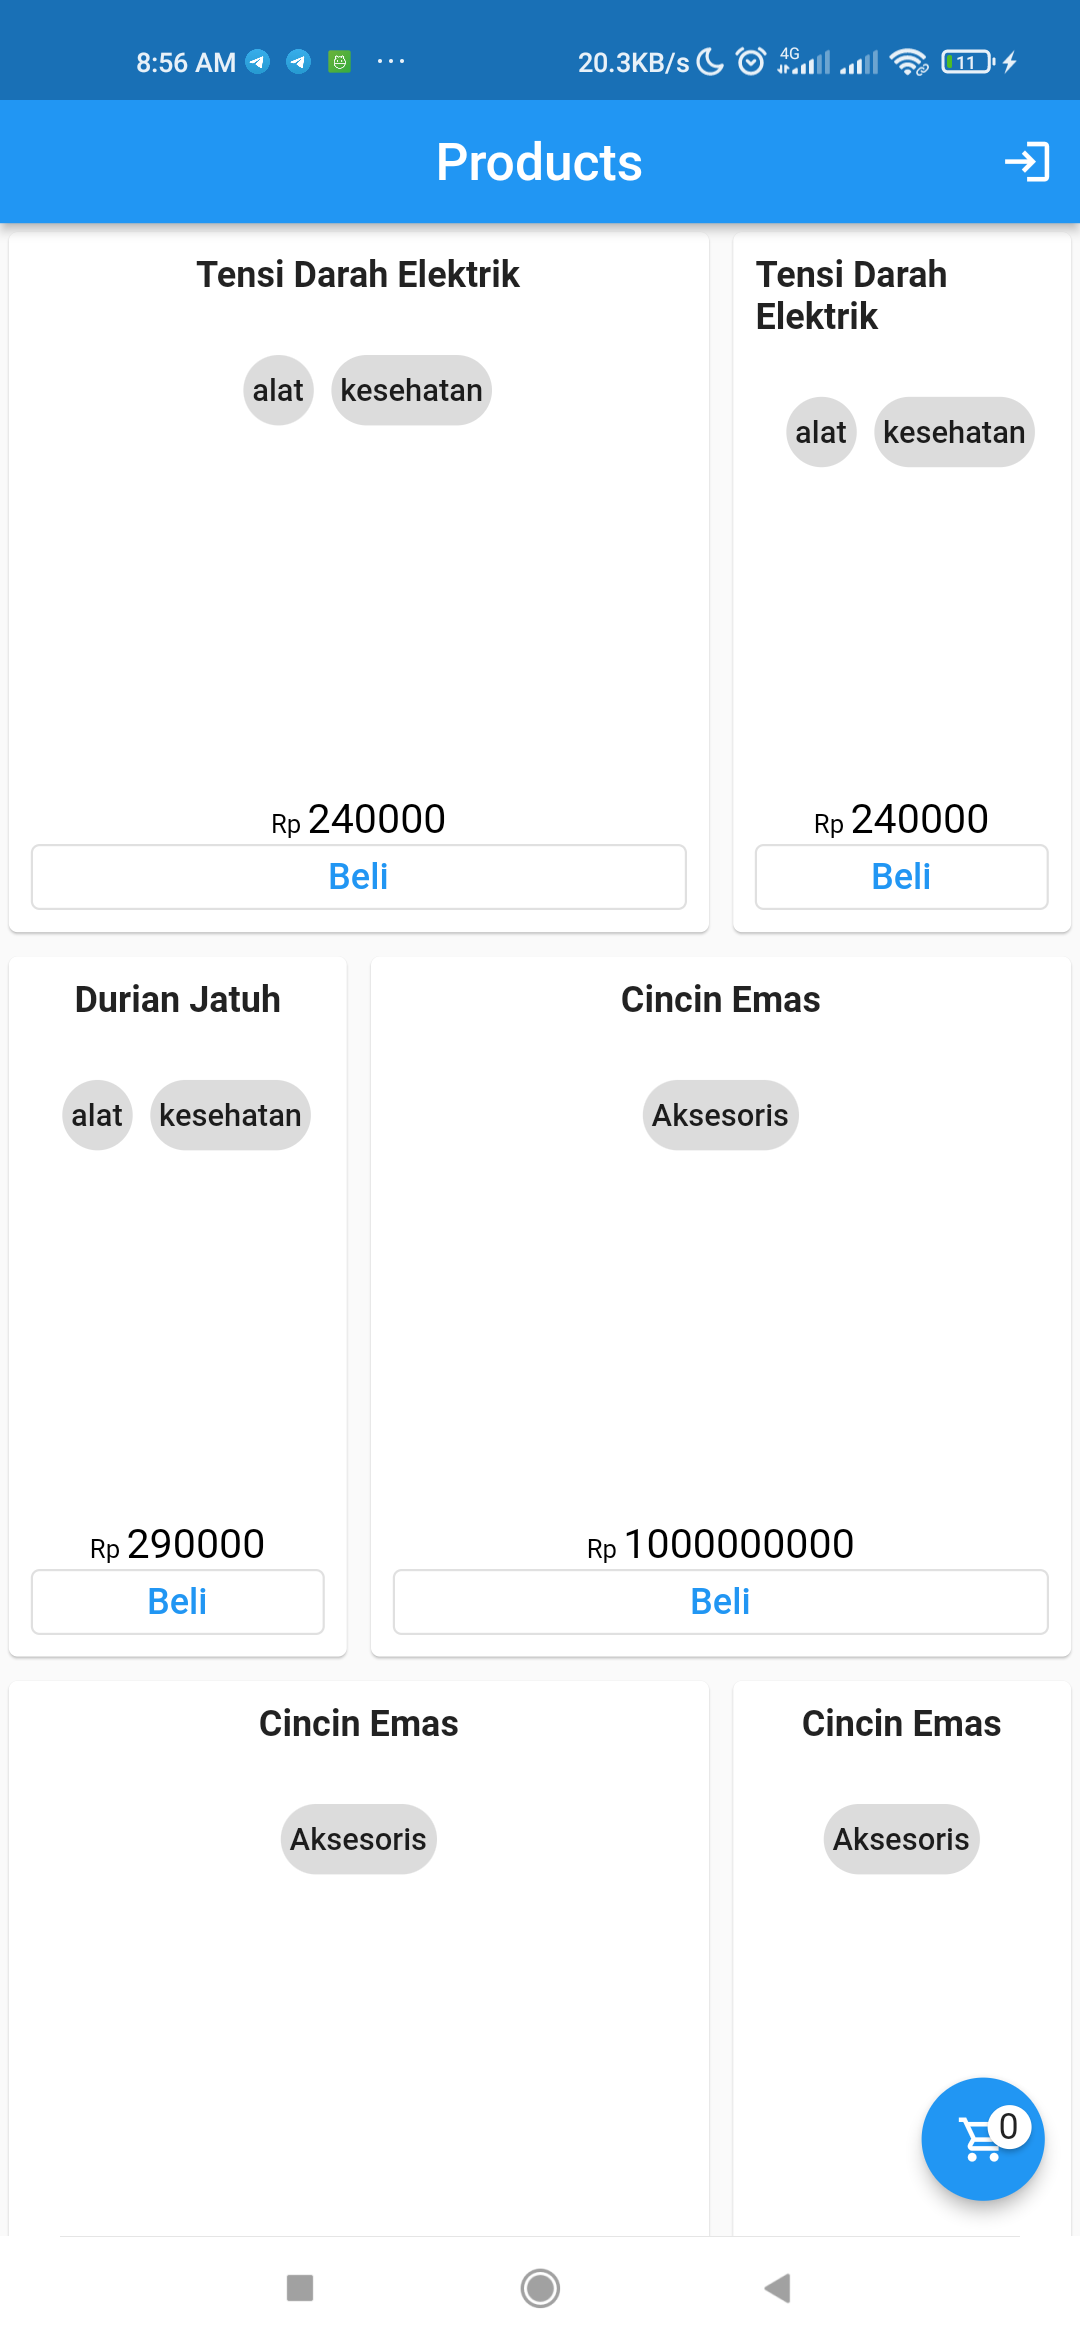 8:56 AM ... 20.3KB/s 4G 11
Products
Tensi Darah Elektrik
alat kesehatan
Rp 240000
Beli
Tensi Darah
Elektrik
alat kesehatan
Rp 240000
Beli
Durian Jatuh
alat kesehatan
Rp 290000
Beli
Cincin Emas
Aksesoris
Rp 1000000000
Beli
Cincin Emas
Aksesoris
Cincin Emas
Aksesoris
0